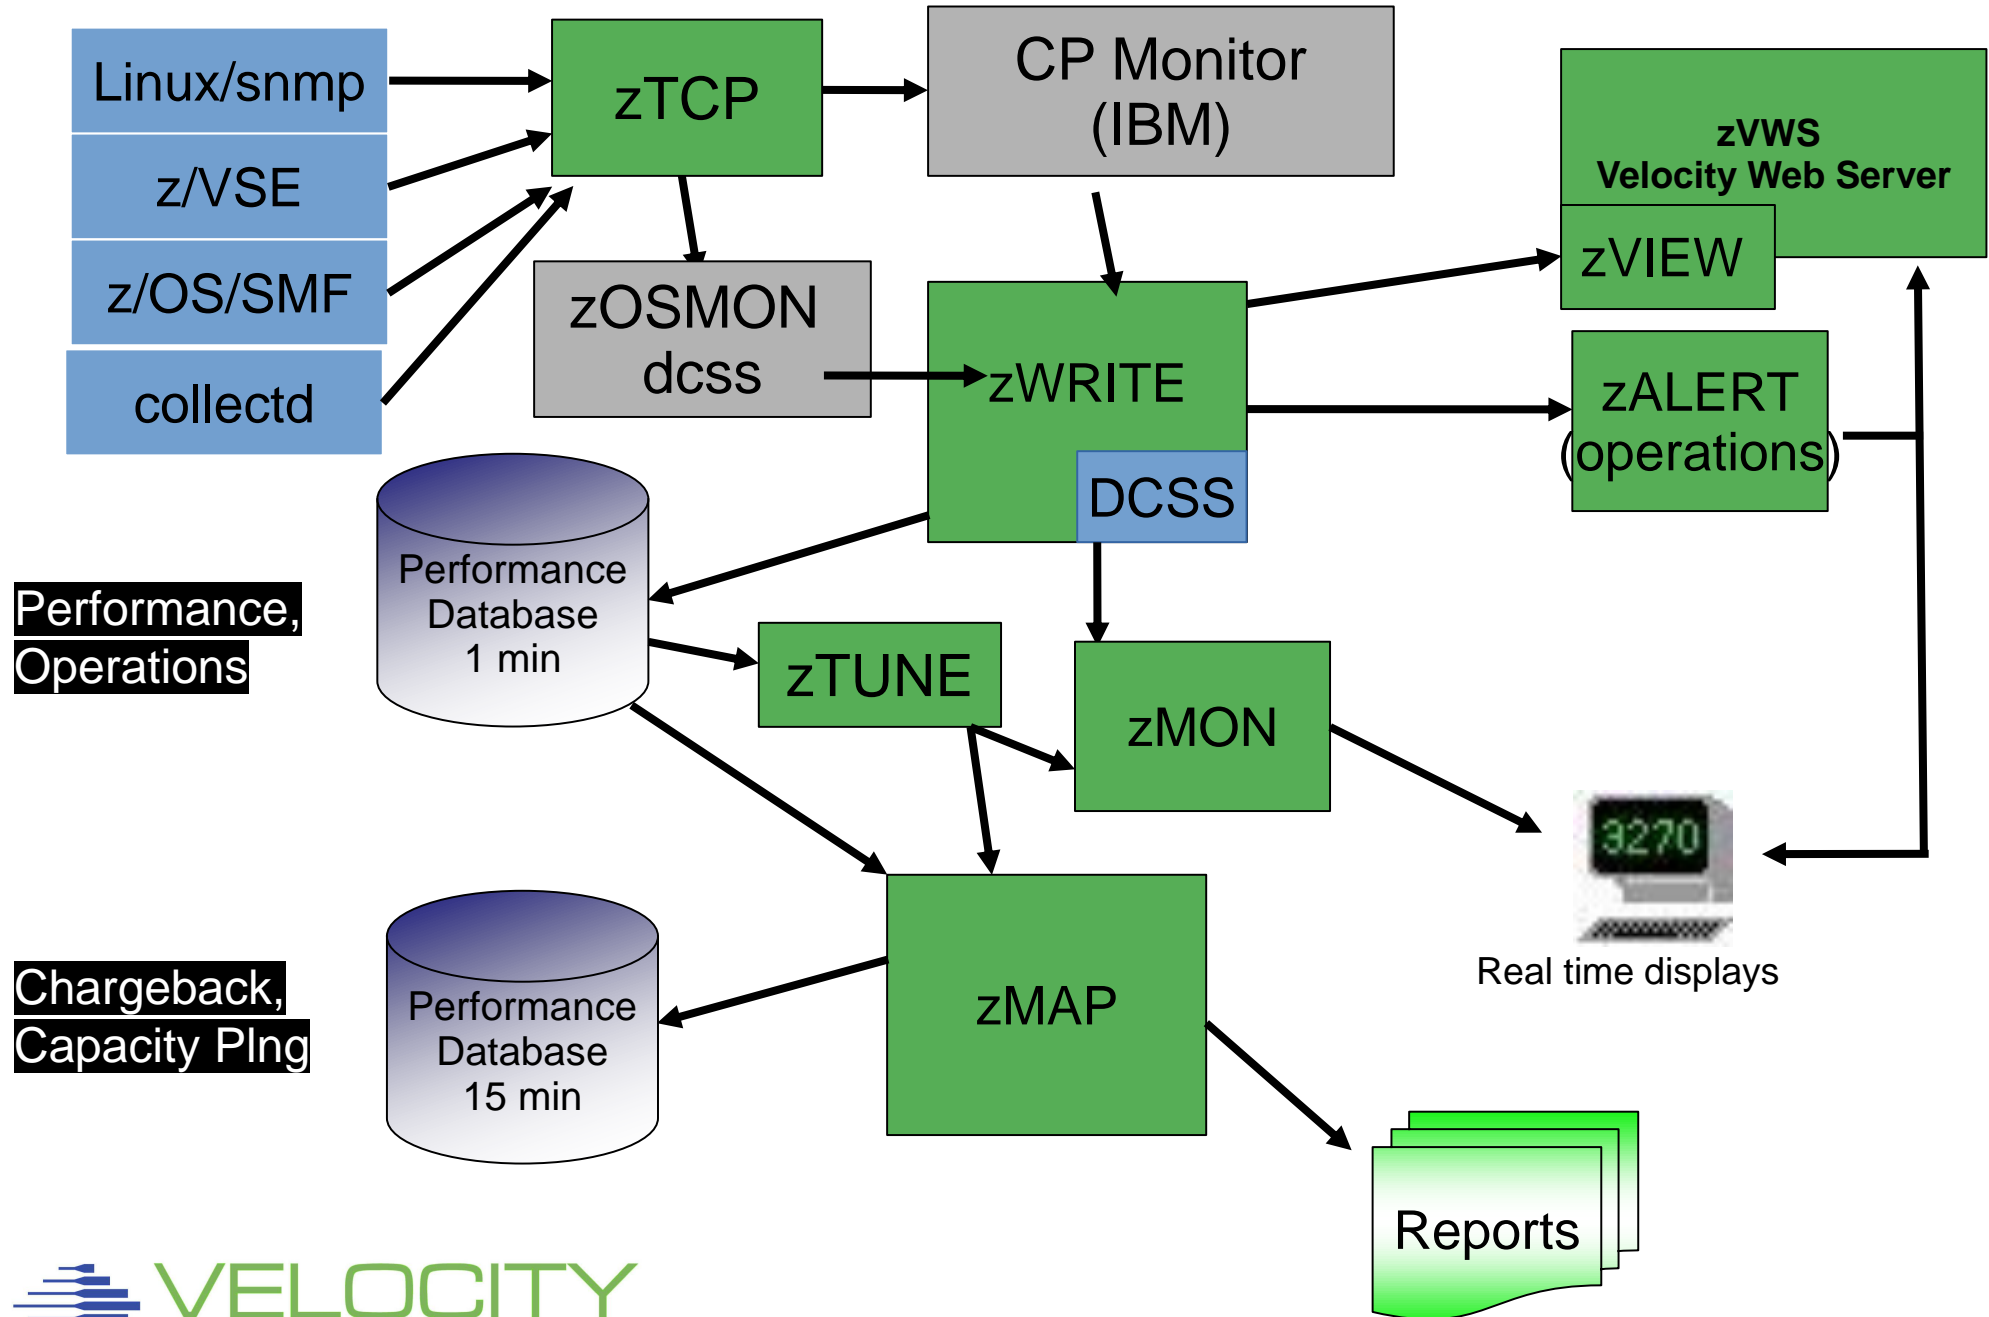 Linux/snmp
z/VSE
z/OS/SMF
collectd
zTCP
CP Monitor
(IBM)
zVWS
Velocity Web Server
zVIEW
zOSMON
dcss
zWRITE
DCSS
zALERT
(operations)
Performance,
Operations
Performance
Database
1 min
zTUNE
zMON
3270
Real time displays
Chargeback,
Capacity Plng
Performance
Database
15 min
zMAP
Reports
VELOCITY